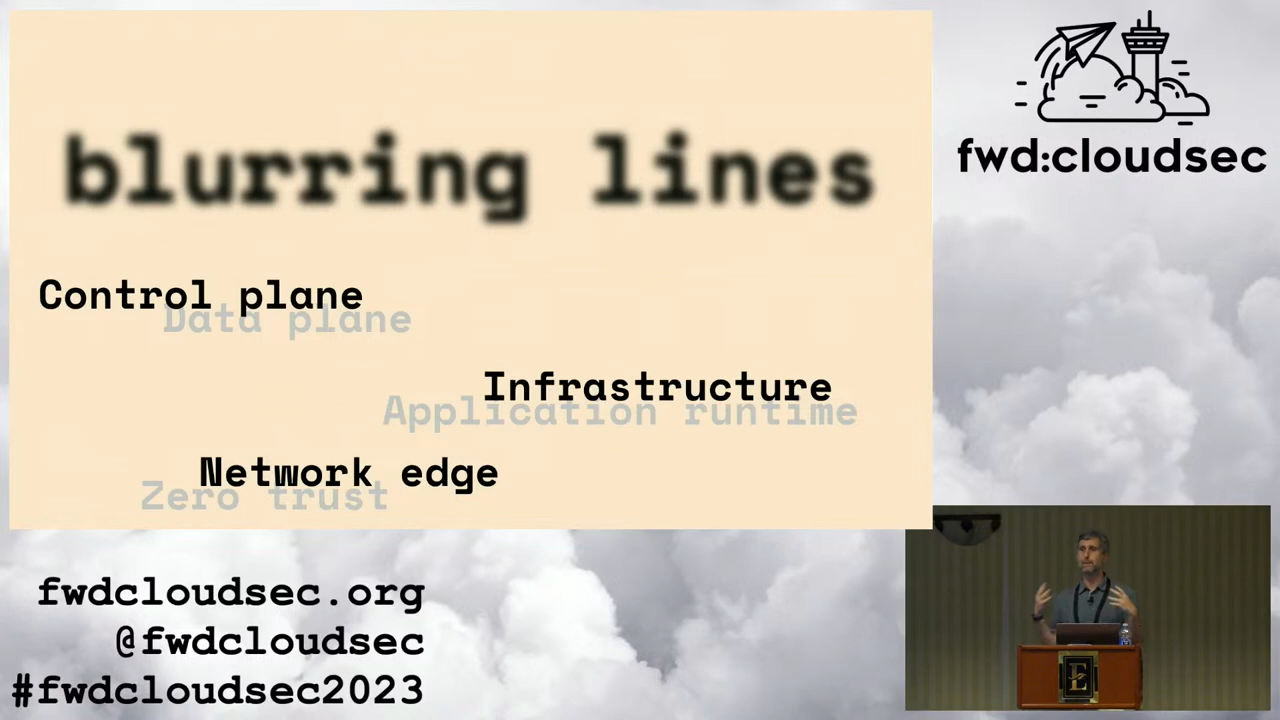 blurring lines
Control plane
Data plane
Infrastructure
Application runtime
Network edge
Zero trust
fwd:cloudsec
fwdcloudsec.org
@fwdcloudsec
#fwdcloudsec2023
E